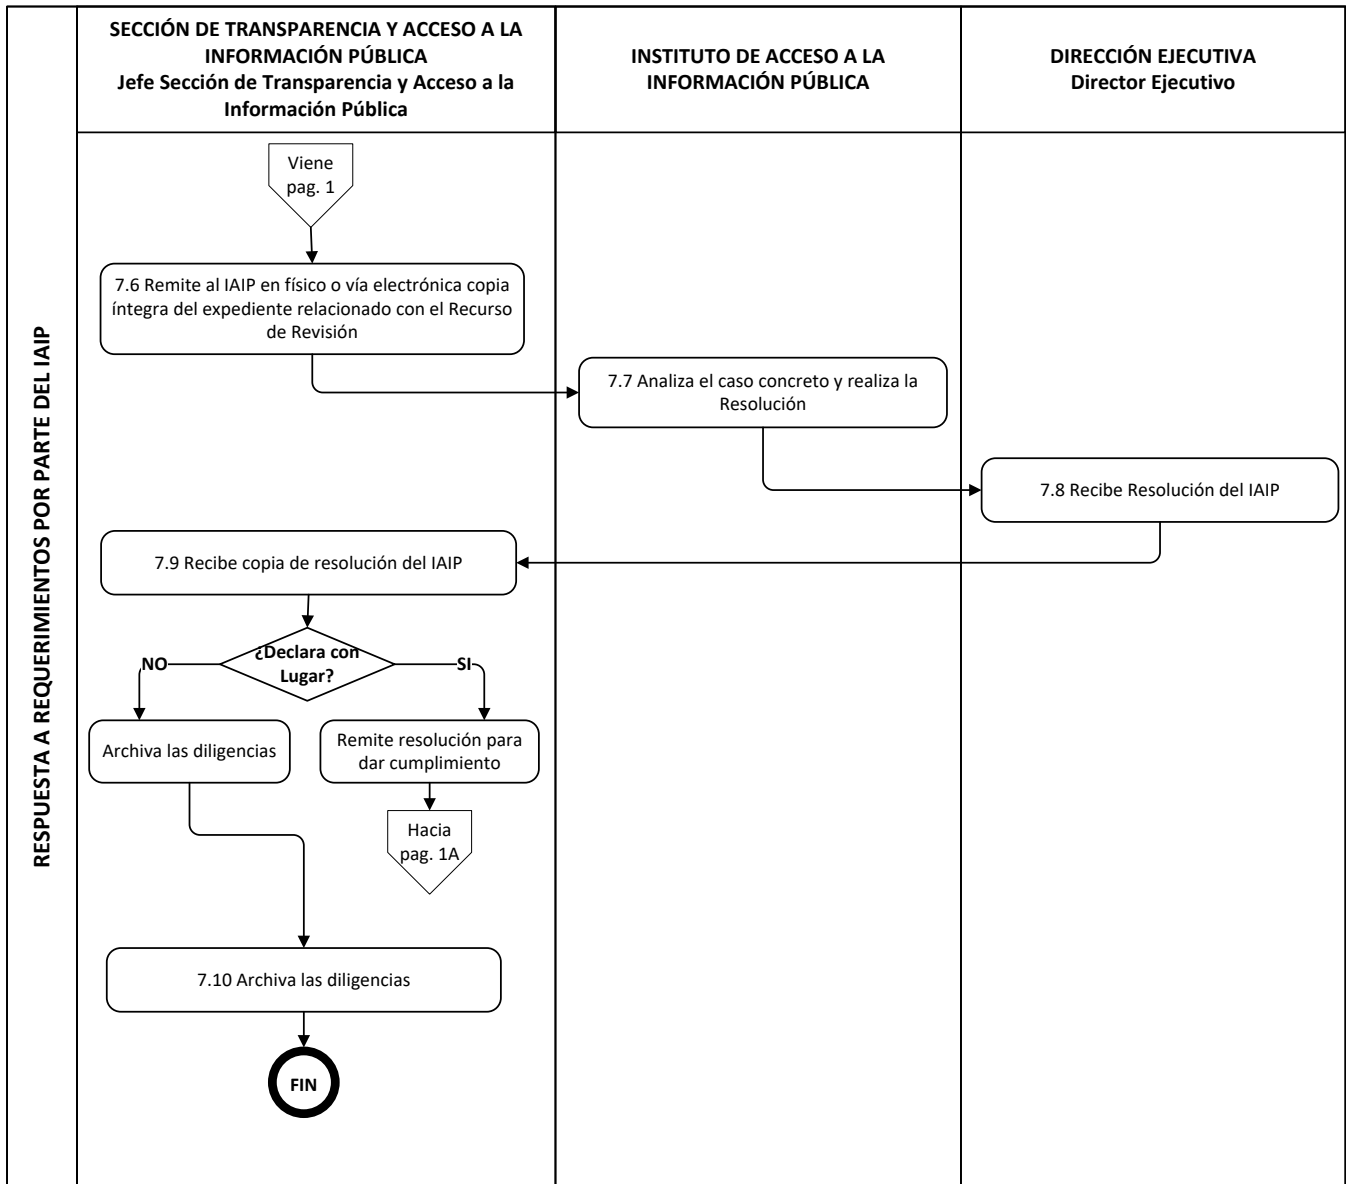 SECCIÓN DE TRANSPARENCIA Y ACCESO A LA
INFORMACIÓN PÚBLICA
Jefe Sección de Transparencia y Acceso a la
Información Pública
INSTITUTO DE ACCESO A LA
INFORMACIÓN PÚBLICA
DIRECCIÓN EJECUTIVA
Director Ejecutivo
RESPUESTA A REQUERIMIENTOS POR PARTE DEL IAIP
Viene
pag. 1
7.6 Remite al IAIP en físico o vía electrónica copia
íntegra del expediente relacionado con el Recurso
de Revisión
7.7 Analiza el caso concreto y realiza la
Resolución
7.8 Recibe Resolución del IAIP
7.9 Recibe copia de resolución del IAIP
¿Declara con
Lugar?
NO
SI
Archiva las diligencias
Remite resolución para
dar cumplimiento
Hacia
pag. 1A
7.10 Archiva las diligencias
FIN